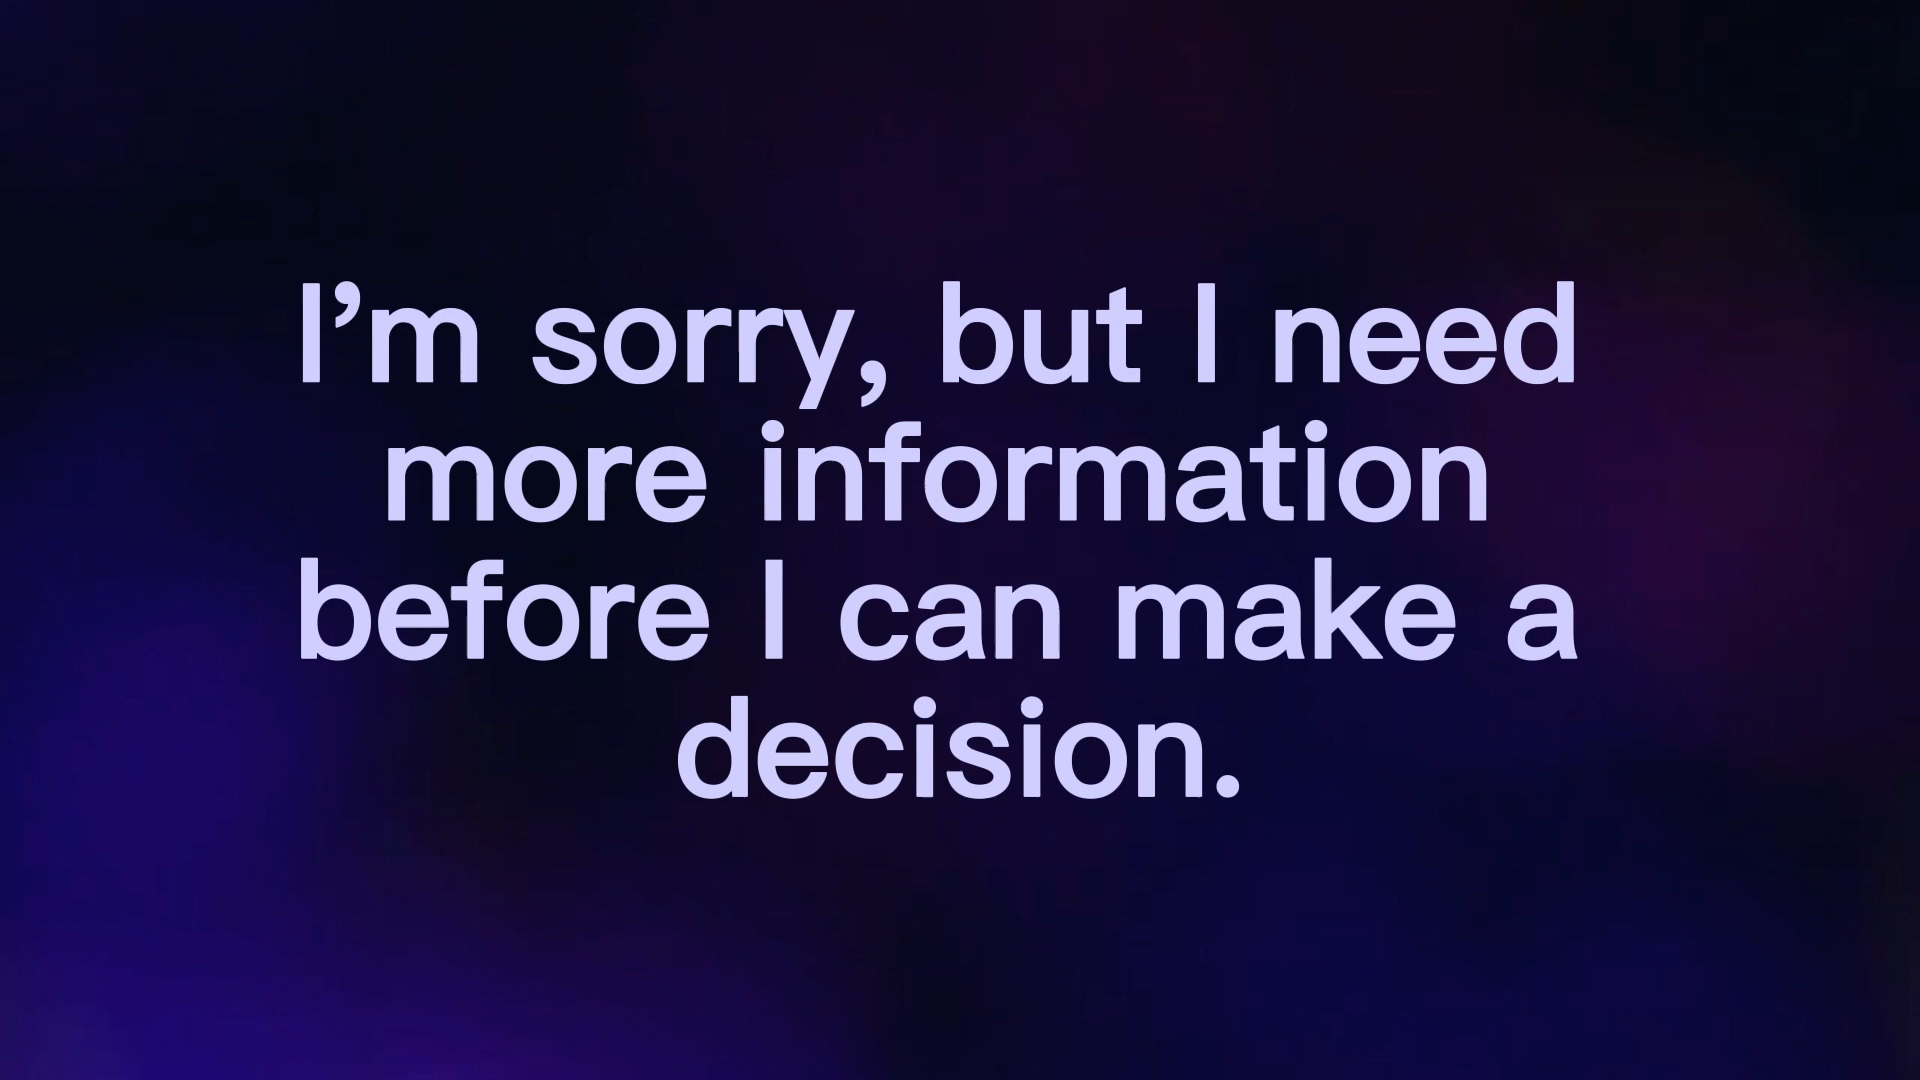 I’m sorry, but I need
more information
before I can make a
decision.